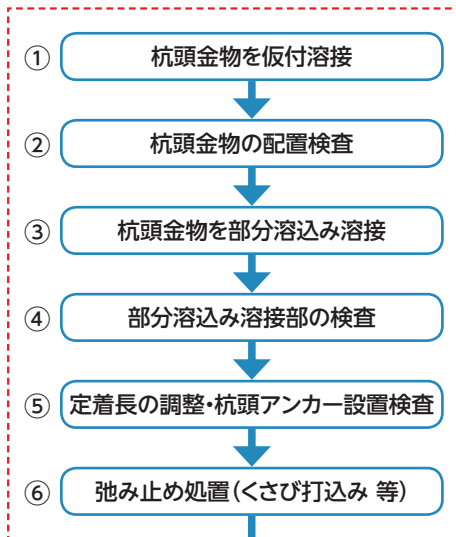 ① 杭頭金物を仮付溶接
② 杭頭金物の配置検査
③ 杭頭金物を部分溶込み溶接
④ 部分溶込み溶接部の検査
⑤ 定着長の調整・杭頭アンカー設置検査
⑥ 弛み止め処置(くさび打込み 等)